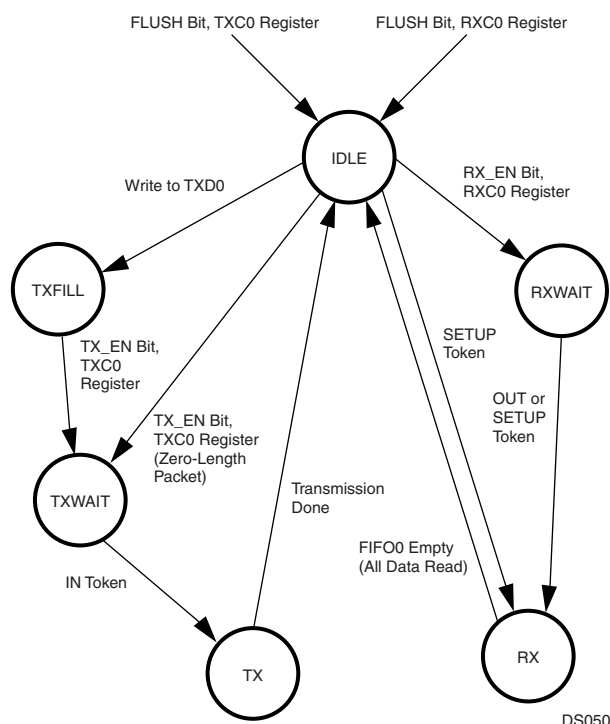 FLUSH Bit, TXC0 Register
FLUSH Bit, RXC0 Register
IDLE
Write to TXD0
RX_EN Bit,
RXC0 Register
TXFILL
RXWAIT
TX_EN Bit,
TXC0
Register
SETUP
Token
OUT or
SETUP
Token
TX_EN Bit,
TXC0 Register
(Zero-Length
Packet)
TXWAIT
Transmission
Done
FIFO0 Empty
(All Data Read)
IN Token
TX
RX
DS050